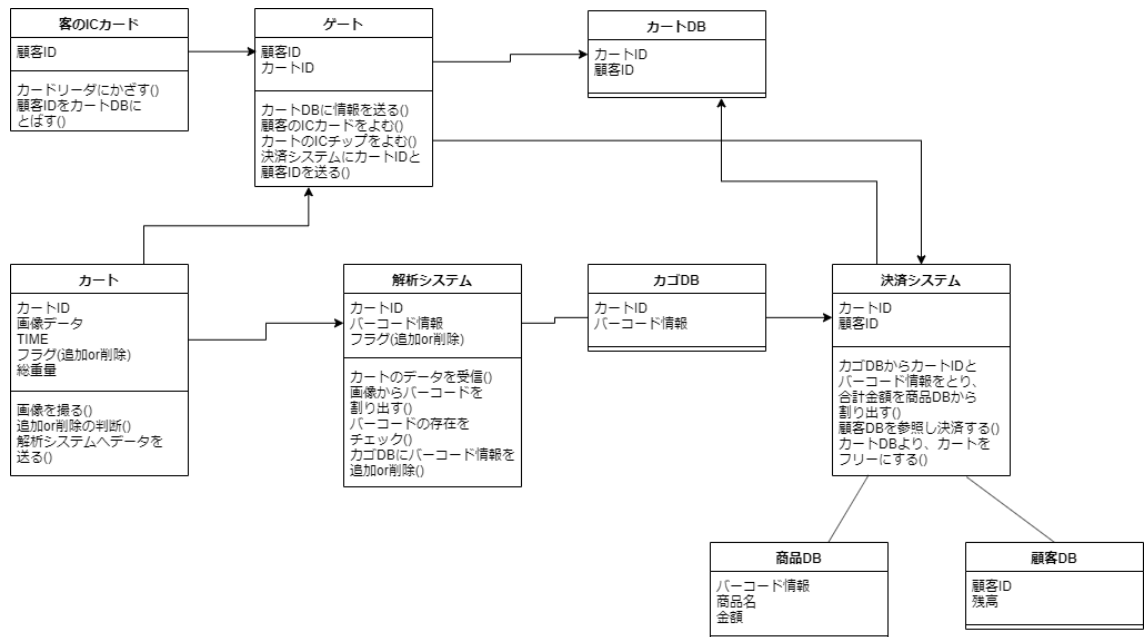 客のICカード
顧客ID
カードリーダにかざす()
顧客IDをカートDBに
とばす()
ゲート
顧客ID
カートID
カートDBに情報を送る()
顧客のICカードをよむ()
カートのICチップをよむ()
決済システムにカートIDと
顧客IDを送る()
カートDB
カートID
顧客ID
カート
カートID
画像データ
TIME
フラグ(追加or削除)
総重量
画像を撮る()
追加or削除の判断()
解析システムへデータを
送る()
解析システム
カートID
バーコード情報
フラグ(追加or削除)
カートのデータを受信()
画像からバーコードを
割り出す()
バーコードの存在を
チェック()
カゴDBにバーコード情報を
追加or削除()
カゴDB
カートID
バーコード情報
決済システム
カートID
顧客ID
カゴDBからカートIDと
バーコード情報をとり、
合計金額を商品DBから
割り出す()
顧客DBを参照し決済する()
カートDBより、カートを
フリーにする()
商品DB
バーコード情報
商品名
金額
顧客DB
顧客ID
残高